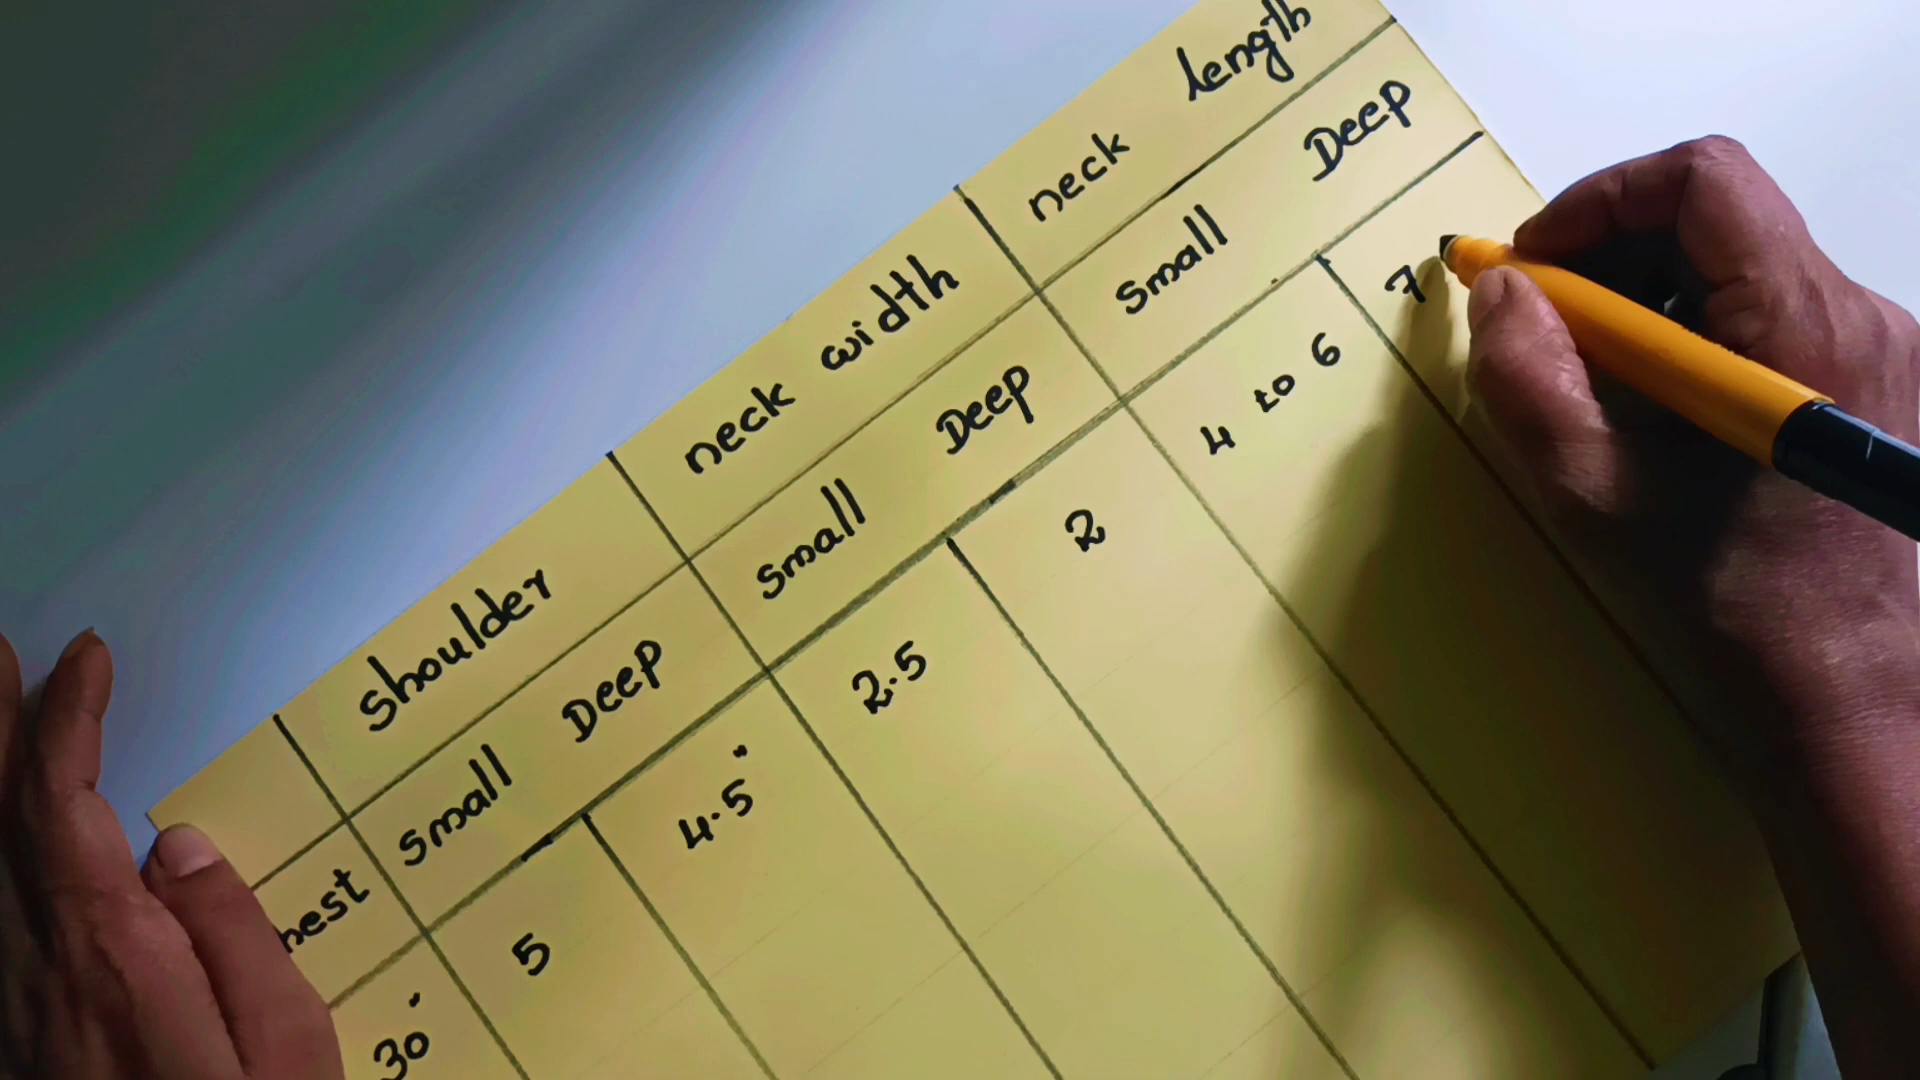 shoulder neck width neck length
hest small Deep small Deep small Deep
30" 5 4.5" 2.5 2 4 to 6 7